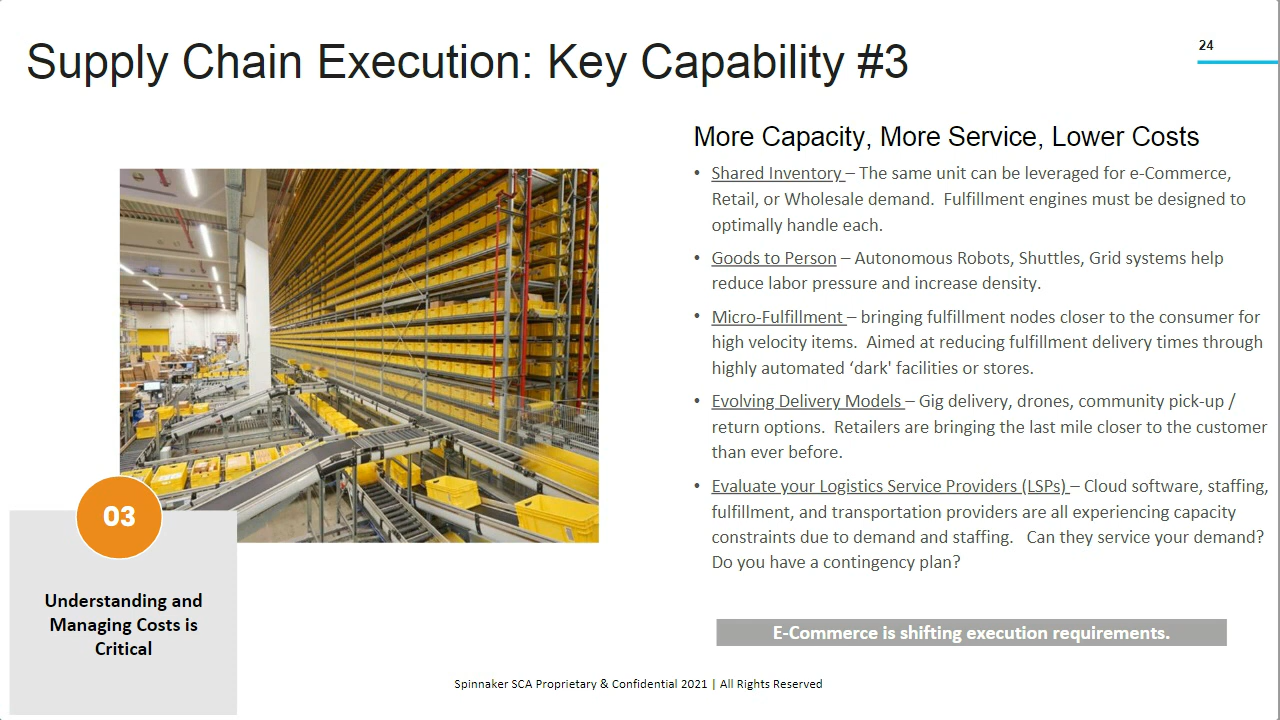 Supply Chain Execution: Key Capability #3
24
More Capacity, More Service, Lower Costs
• Shared Inventory – The same unit can be leveraged for e-Commerce,
Retail, or Wholesale demand.  Fulfillment engines must be designed to
optimally handle each.
• Goods to Person – Autonomous Robots, Shuttles, Grid systems help
reduce labor pressure and increase density.
• Micro-Fulfillment – bringing fulfillment nodes closer to the consumer for
high velocity items.  Aimed at reducing fulfillment delivery times through
highly automated ‘dark' facilities or stores.
• Evolving Delivery Models – Gig delivery, drones, community pick-up /
return options.  Retailers are bringing the last mile closer to the customer
than ever before.
• Evaluate your Logistics Service Providers (LSPs) – Cloud software, staffing,
fulfillment, and transportation providers are all experiencing capacity
constraints due to demand and staffing.   Can they service your demand?
Do you have a contingency plan?
03
Understanding and
Managing Costs is
Critical
E-Commerce is shifting execution requirements.
Spinnaker SCA Proprietary & Confidential 2021 | All Rights Reserved